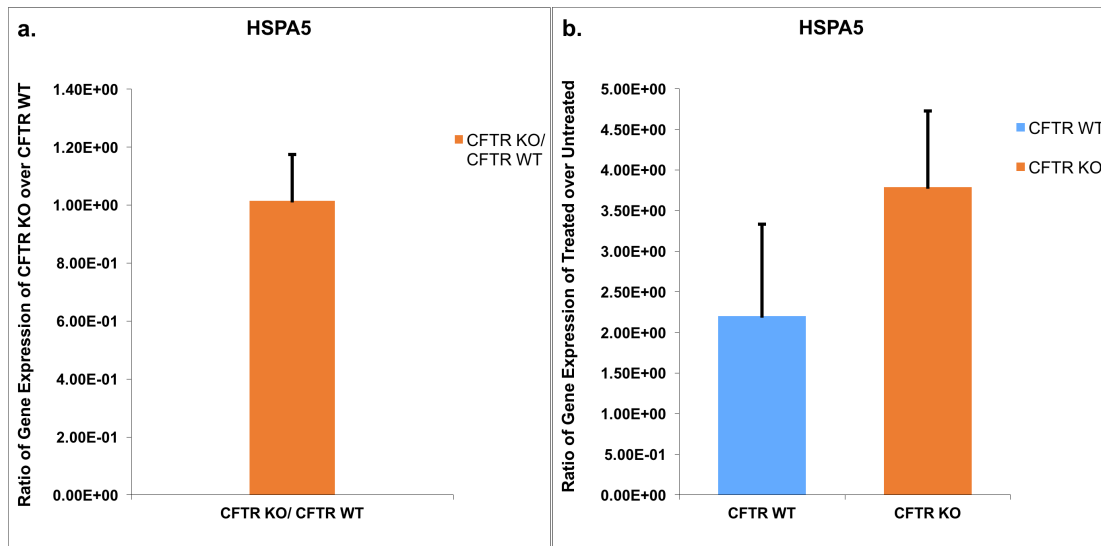 a.
HSPA5
Ratio of Gene Expression of CFTR KO over CFTR WT
1.40E+00
1.20E+00
1.00E+00
8.00E-01
6.00E-01
4.00E-01
2.00E-01
0.00E+00
CFTR KO/ CFTR WT
CFTR KO/
CFTR WT
b.
HSPA5
Ratio of Gene Expression of Treated over Untreated
5.00E+00
4.50E+00
4.00E+00
3.50E+00
3.00E+00
2.50E+00
2.00E+00
1.50E+00
1.00E+00
5.00E-01
0.00E+00
CFTR WT
CFTR KO
CFTR WT
CFTR KO